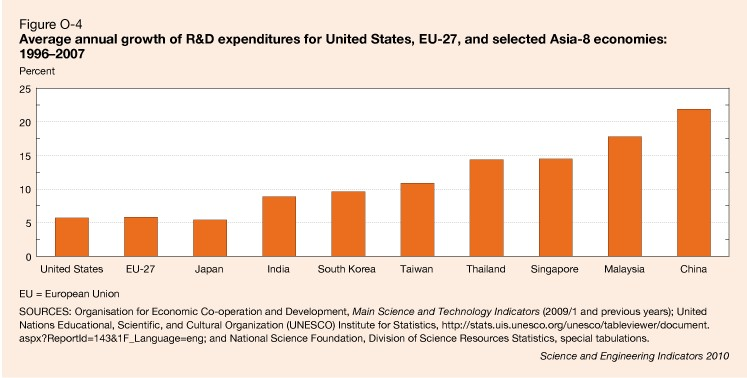 Figure O-4
Average annual growth of R&D expenditures for United States, EU-27, and selected Asia-8 economies:
1996–2007
Percent
25
20
15
10
5
0
United States EU-27 Japan India South Korea Taiwan Thailand Singapore Malaysia China
EU = European Union
SOURCES: Organisation for Economic Co-operation and Development, Main Science and Technology Indicators (2009/1 and previous years); United
Nations Educational, Scientific, and Cultural Organization (UNESCO) Institute for Statistics, http://stats.uis.unesco.org/unesco/tableviewer/document.
aspx?ReportId=143&1F_Language=eng; and National Science Foundation, Division of Science Resources Statistics, special tabulations.
Science and Engineering Indicators 2010